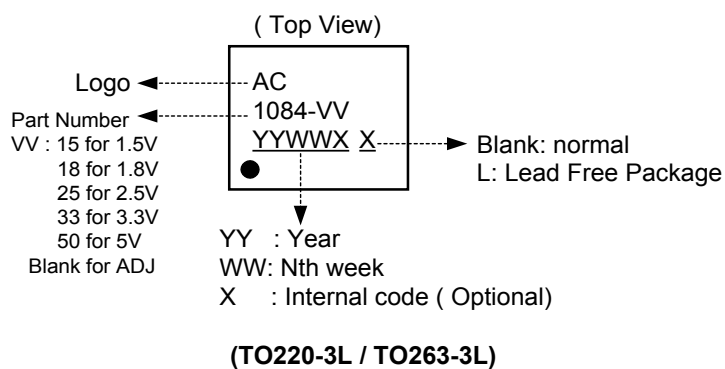 ( Top View)
Logo
AC
Part Number
1084-VV
VV : 15 for 1.5V
18 for 1.8V
25 for 2.5V
33 for 3.3V
50 for 5V
Blank for ADJ
YYWWX X
Blank: normal
L: Lead Free Package
YY : Year
WW: Nth week
X : Internal code ( Optional)
(TO220-3L / TO263-3L)